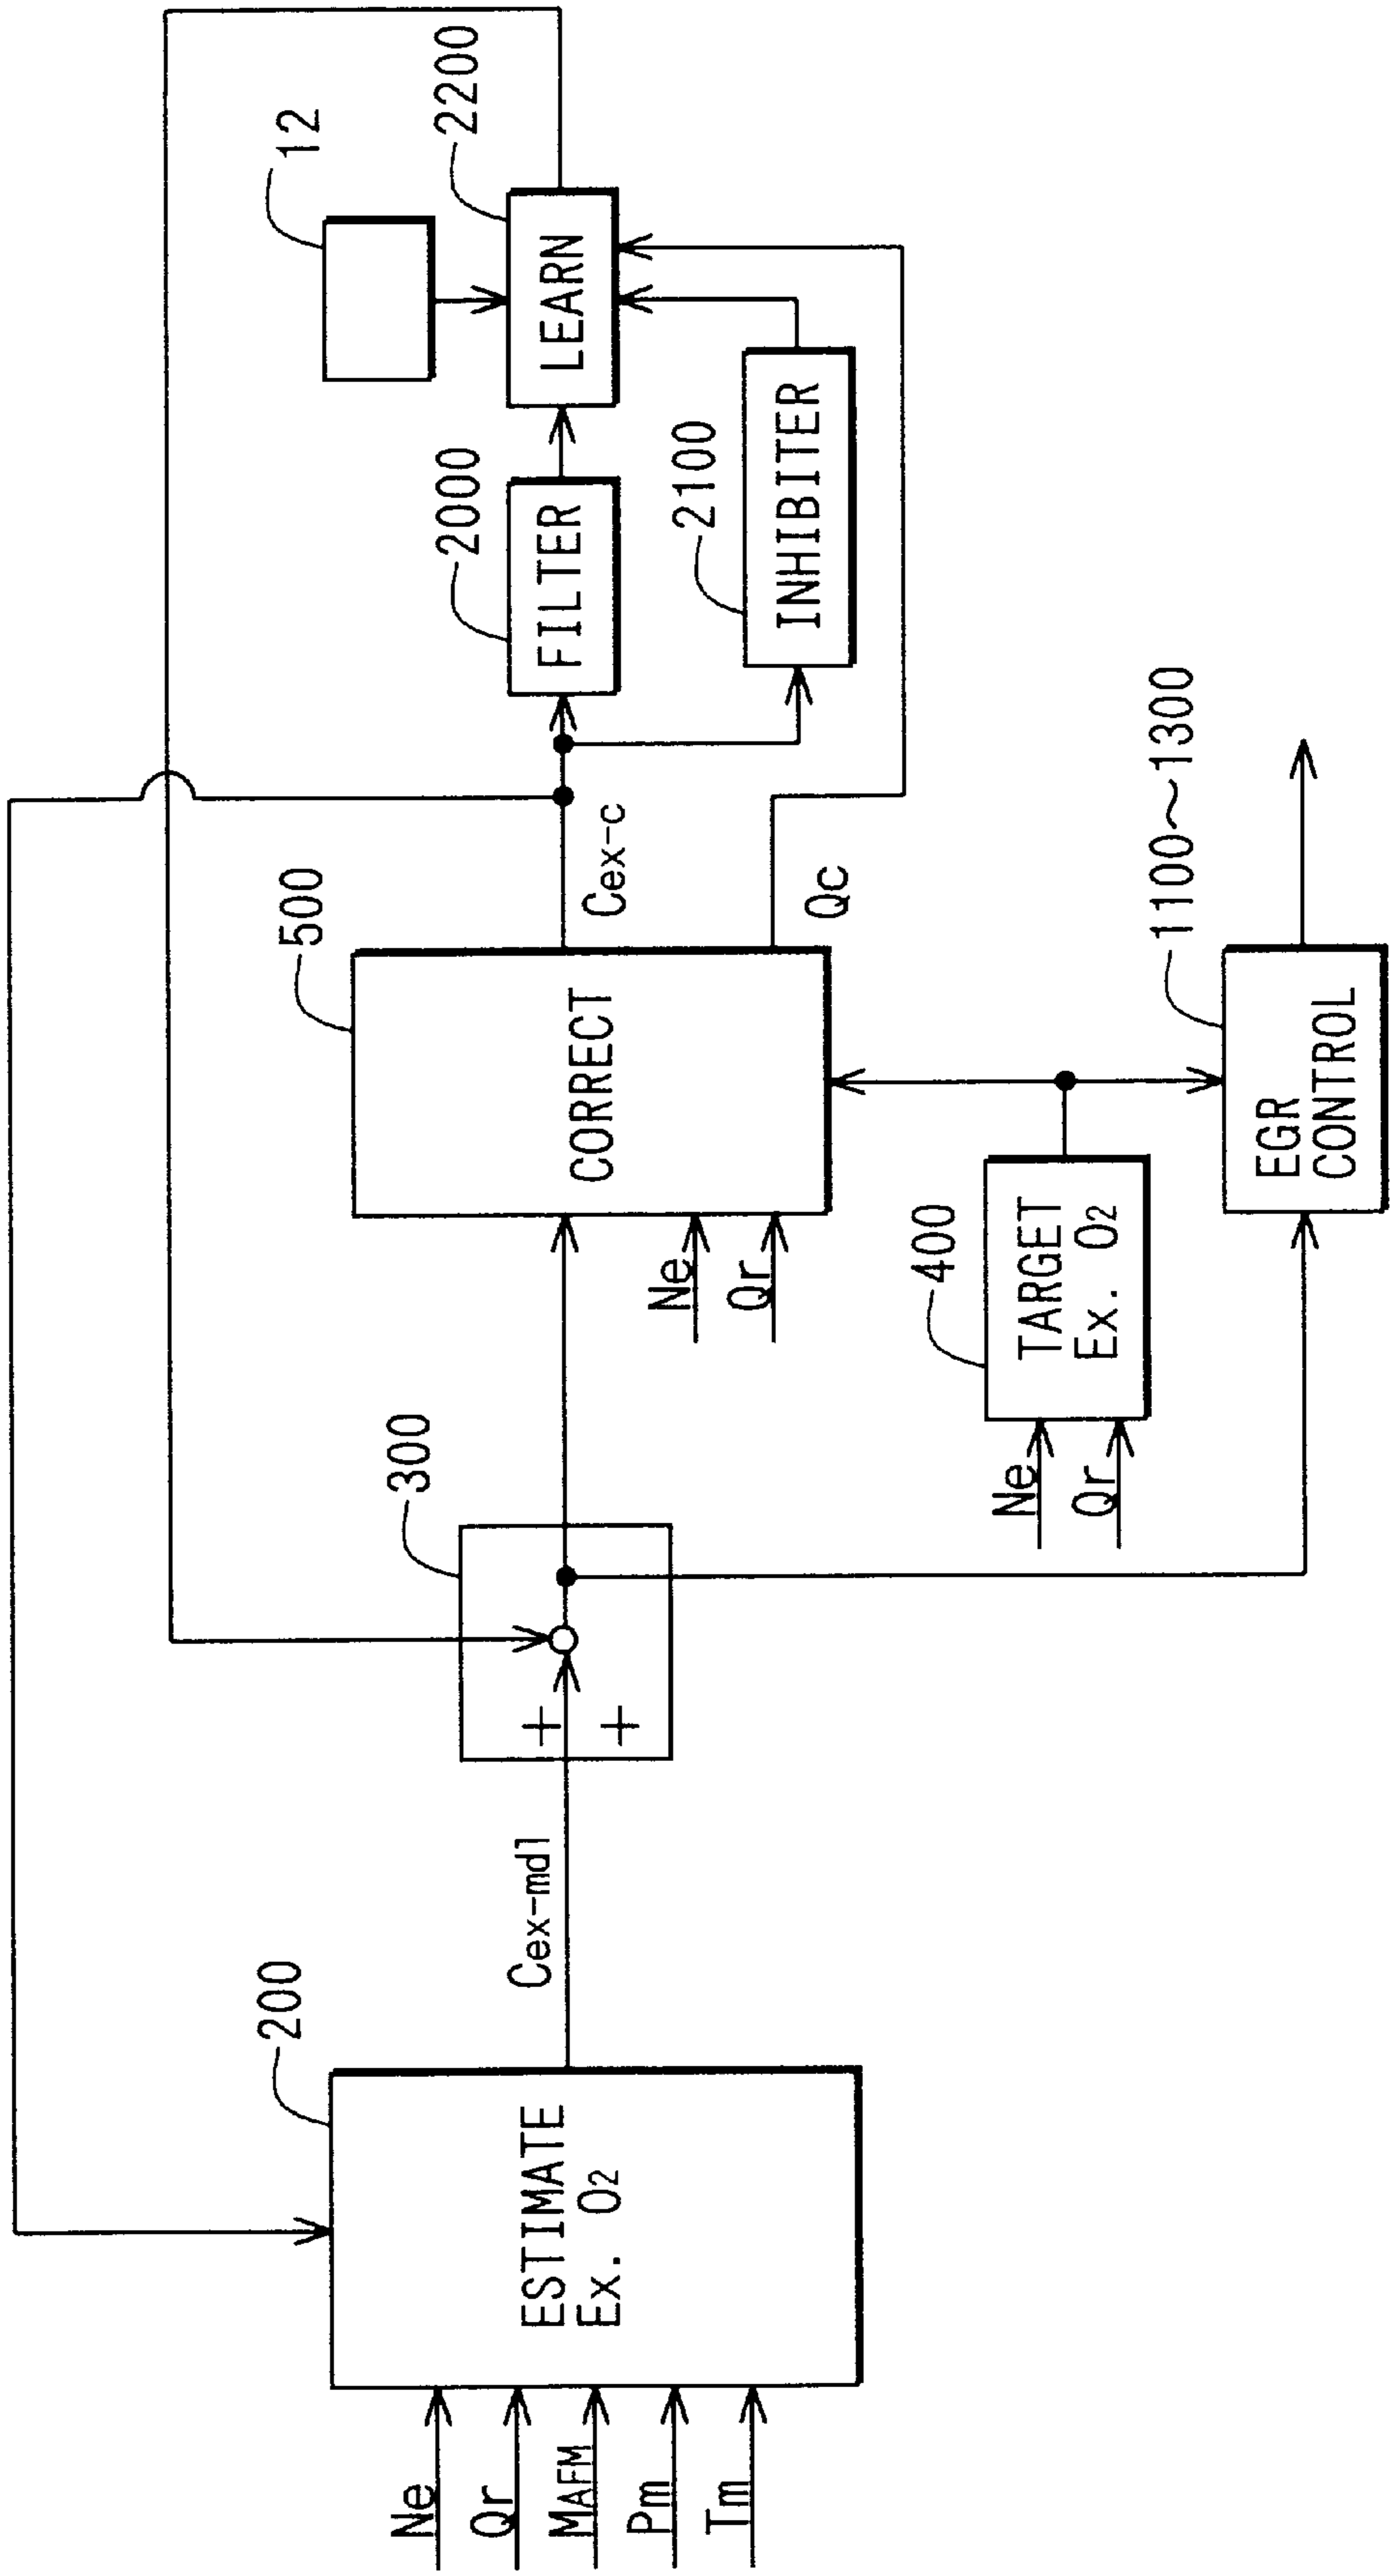 Ne
Qr
MAFM
Pm
Tm
200
ESTIMATE
Ex. O2
Cex-mdl
300
+
+
Ne
Qr
500
CORRECT
Cex-c
Qc
400
Ne
Qr
TARGET
Ex. O2
1100~1300
EGR
CONTROL
2000
FILTER
2100
INHIBITER
12
2200
LEARN